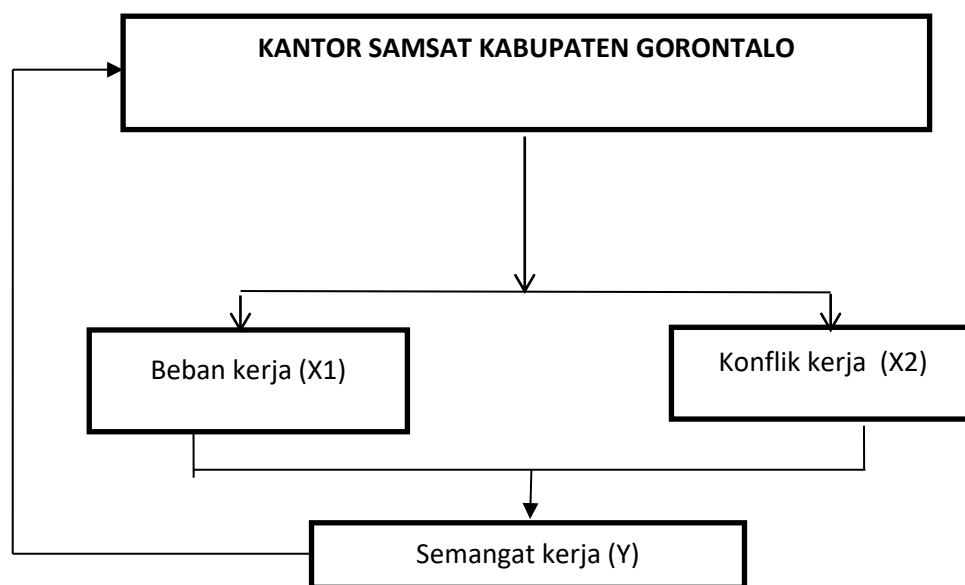 KANTOR SAMSAT KABUPATEN GORONTALO
Beban kerja (X1)
Konflik kerja (X2)
Semangat kerja (Y)